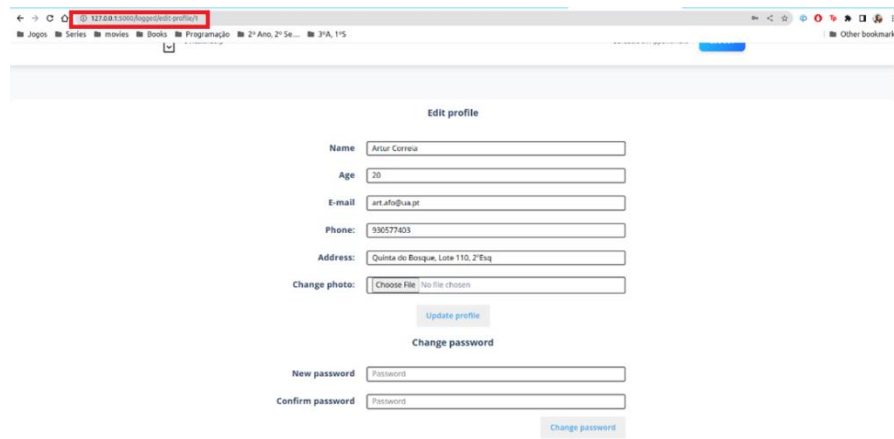 127.0.0.1:5000/logged/edit-profile/1
Jogos Series movies Books Programação 2º Ano, 2º Se... 3ºA, 1ºS Other bookmark
Edit profile
Name Artur Correia
Age 20
E-mail art.afo@ua.pt
Phone: 930577403
Address: Quinta do Bosque, Lote 110, 2ºEsq
Change photo: Choose File No file chosen
Update profile
Change password
New password Password
Confirm password Password
Change password